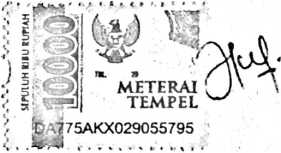 SEPULUH RIBU RUPIAH
10000
TGL. 20
METERAI
TEMPEL
DA775AKX029055795